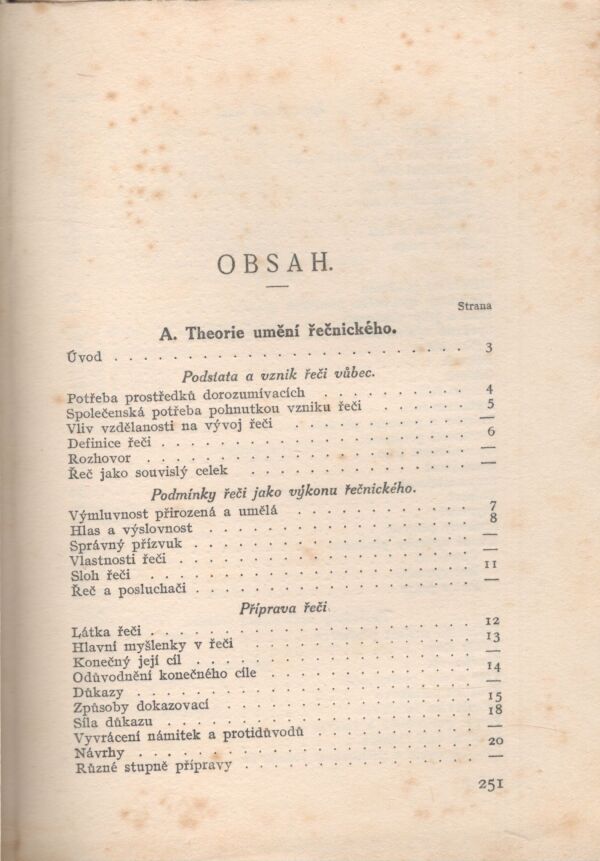 OBSAH.
Strana
A. Theorie umění řečnického.
Úvod . . . . . . . . . . . . . . . . . . . . . . . 3
Podstata a vznik řeči vůbec.
Potřeba prostředků dorozumívacích . . . . . . . . 4
Společenská potřeba pohnutkou vzniku řeči . . . . . 5
Vliv vzdělanosti na vývoj řeči . . . . . . . . . . —
Definice řeči . . . . . . . . . . . . . . . . . . 6
Rozhovor . . . . . . . . . . . . . . . . . . . . —
Řeč jako souvislý celek . . . . . . . . . . . . . —
Podmínky řeči jako výkonu řečnického.
Výmluvnost přirozená a umělá . . . . . . . . . . 7
Hlas a výslovnost . . . . . . . . . . . . . . . . 8
Správný přízvuk . . . . . . . . . . . . . . . . . —
Vlastnosti řeči . . . . . . . . . . . . . . . . . —
Sloh řeči . . . . . . . . . . . . . . . . . . . . 11
Řeč a posluchači . . . . . . . . . . . . . . . . —
Příprava řeči.
Látka řeči . . . . . . . . . . . . . . . . . . . 12
Hlavní myšlenky v řeči . . . . . . . . . . . . . 13
Konečný její cíl . . . . . . . . . . . . . . . . —
Odůvodnění konečného cíle . . . . . . . . . . . . 14
Důkazy . . . . . . . . . . . . . . . . . . . . . —
Způsoby dokazovací . . . . . . . . . . . . . . . 15
Síla důkazu . . . . . . . . . . . . . . . . . . . 18
Vyvrácení námitek a protidůvodů . . . . . . . . . —
Návrhy . . . . . . . . . . . . . . . . . . . . . 20
Různé stupně přípravy . . . . . . . . . . . . . . —
251